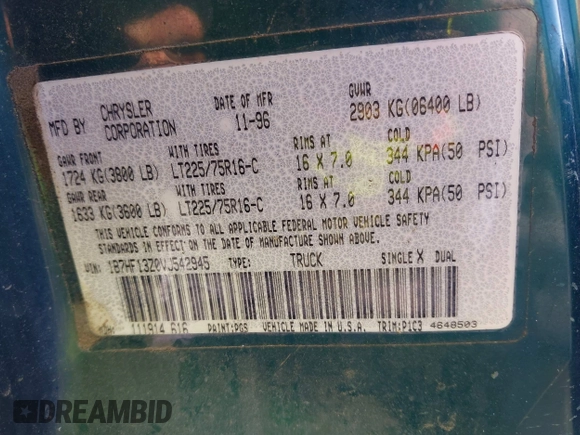 MFD BY CHRYSLER CORPORATION
DATE OF MFR 11-96
GVWR 2903 KG(06400 LB)
GAWR FRONT WITH TIRES RIMS AT COLD
1724 KG(3800 LB) LT225/75R16-C 16 X 7.0 344 KPA(50 PSI)
GAWR REAR WITH TIRES RIMS AT COLD
1633 KG(3600 LB) LT225/75R16-C 16 X 7.0 344 KPA(50 PSI)
THIS VEHICLE CONFORMS TO ALL APPLICABLE FEDERAL MOTOR VEHICLE SAFETY
STANDARDS IN EFFECT ON THE DATE OF MANUFACTURE SHOWN ABOVE.
VIN: 1B7HF13Z0VJ542945 TYPE: TRUCK SINGLE X DUAL
111914 616 PAINT:PGS VEHICLE MADE IN U.S.A. TRIM:P1C3 4648503
DREAMBID